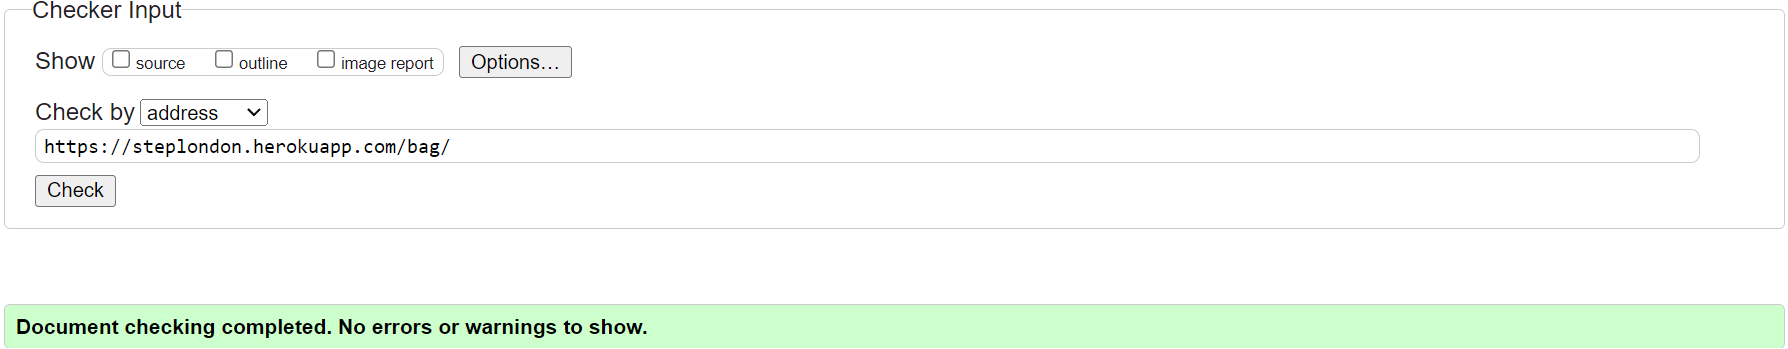 Checker Input
Show source outline image report Options...
Check by address
https://steplondon.herokuapp.com/bag/
Check
Document checking completed. No errors or warnings to show.